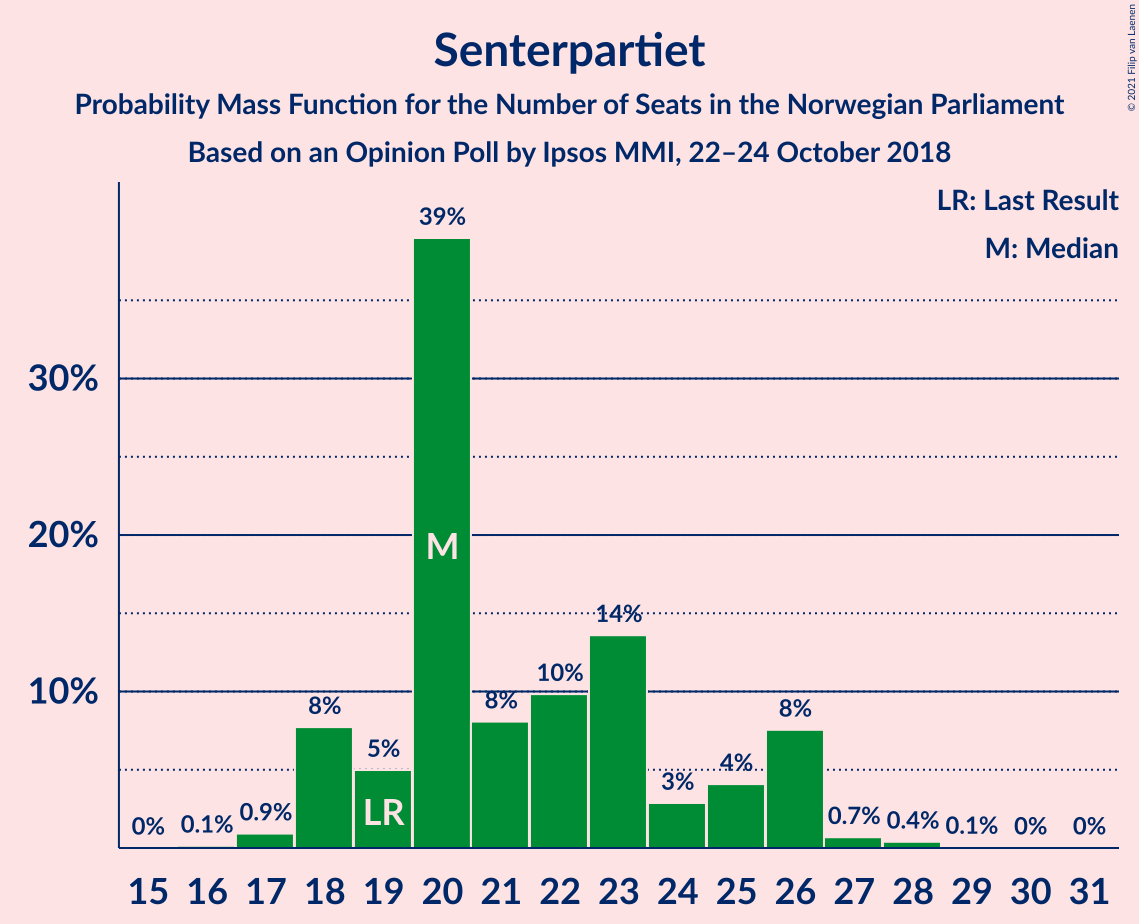 © 2021 Filip van Laenen
Senterpartiet
Probability Mass Function for the Number of Seats in the Norwegian Parliament
Based on an Opinion Poll by Ipsos MMI, 22–24 October 2018
LR: Last Result
M: Median
39%
30%
20%
10%
M
14%
10%
8%
8%
8%
5%
3%
4%
LR
0%
0.1%
0.9%
0.7%
0.4%
0.1%
0%
0%
15 16 17 18 19 20 21 22 23 24 25 26 27 28 29 30 31